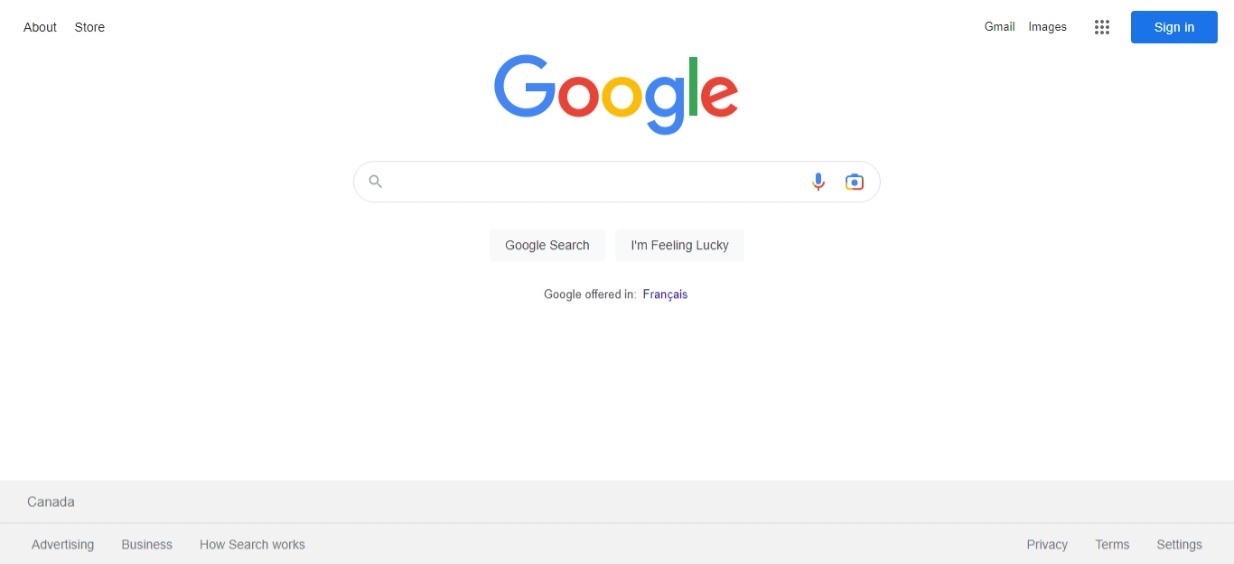 About Store
Gmail Images Sign in
Google
Google Search I'm Feeling Lucky
Google offered in: Français
Canada
Advertising Business How Search works
Privacy Terms Settings